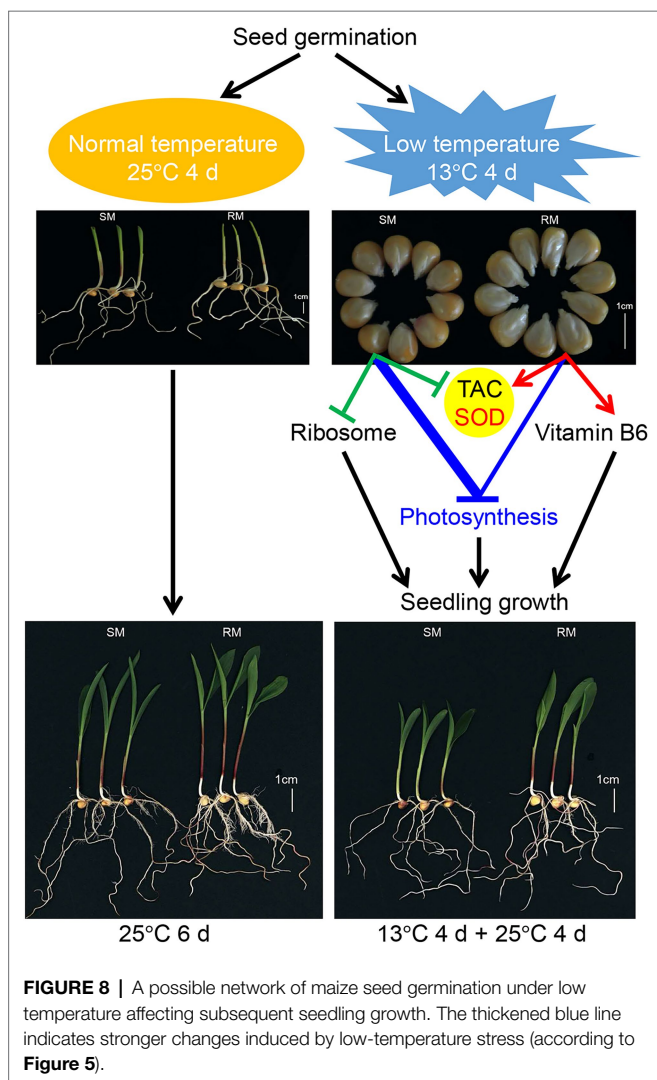 Seed germination
Normal temperature
25°C 4 d
Low temperature
13°C 4 d
SM
RM
1cm
SM
RM
1cm
TAC
SOD
Ribosome
Vitamin B6
Photosynthesis
Seedling growth
SM
RM
1cm
SM
RM
1cm
25°C 6 d
13°C 4 d + 25°C 4 d
FIGURE 8 | A possible network of maize seed germination under low
temperature affecting subsequent seedling growth. The thickened blue line
indicates stronger changes induced by low-temperature stress (according to
Figure 5).